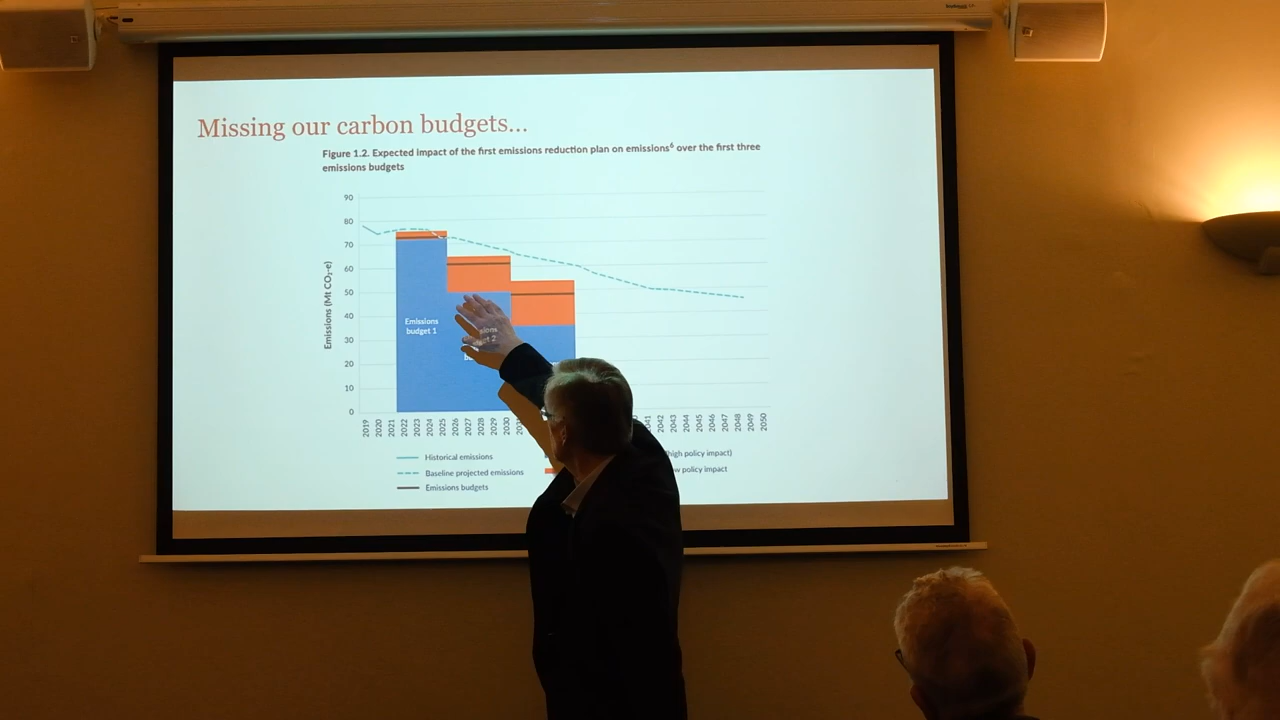 Missing our carbon budgets...
Figure 1.2. Expected impact of the first emissions reduction plan on emissions⁶ over the first three
emissions budgets
90
80
70
60
50
40
30
20
10
0
Emissions (Mt CO₂-e)
Emissions
budget 1
2019
2020
2021
2022
2023
2024
2025
2026
2027
2028
2029
2030
2042
2043
2044
2045
2046
2047
2048
2049
2050
Historical emissions
high policy impact)
Baseline projected emissions
policy impact
Emissions budgets